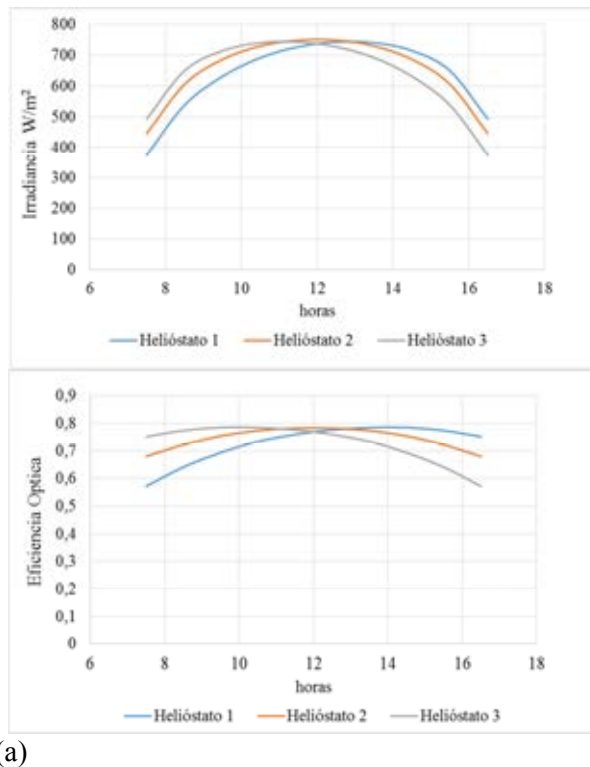 800
700
600
500
400
300
200
100
0
Irradiancia W/m²
6 8 10 12 14 16 18
horas
Helióstato 1 Helióstato 2 Helióstato 3
0,9
0,8
0,7
0,6
0,5
0,4
0,3
0,2
0,1
0
Eficiencia Optica
6 8 10 12 14 16 18
horas
Helióstato 1 Helióstato 2 Helióstato 3
(a)